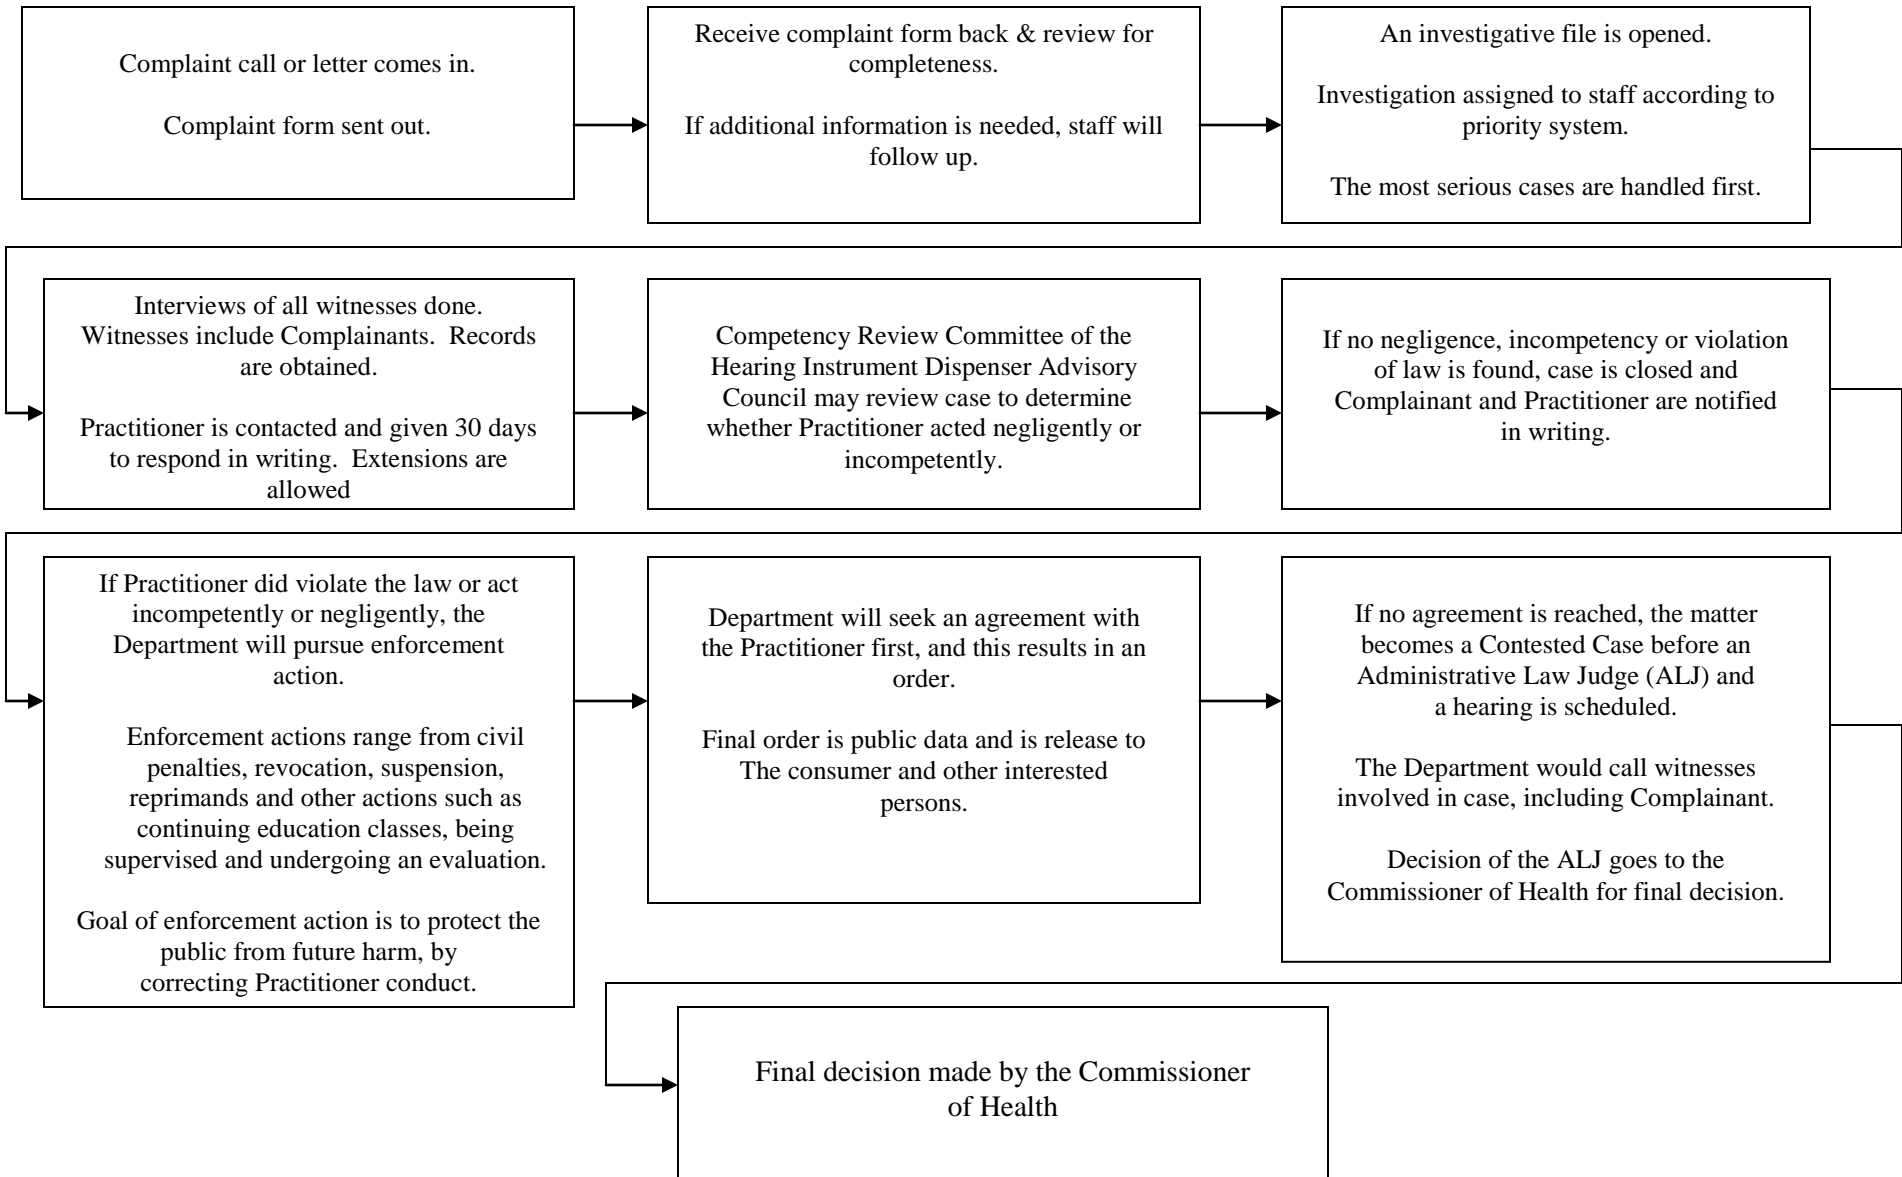 Complaint call or letter comes in.
Complaint form sent out.
Receive complaint form back & review for
completeness.
If additional information is needed, staff will
follow up.
An investigative file is opened.
Investigation assigned to staff according to
priority system.
The most serious cases are handled first.
Interviews of all witnesses done.
Witnesses include Complainants.  Records
are obtained.
Practitioner is contacted and given 30 days
to respond in writing.  Extensions are
allowed
Competency Review Committee of the
Hearing Instrument Dispenser Advisory
Council may review case to determine
whether Practitioner acted negligently or
incompetently.
If no negligence, incompetency or violation
of law is found, case is closed and
Complainant and Practitioner are notified
in writing.
If Practitioner did violate the law or act
incompetently or negligently, the
Department will pursue enforcement
action.
Enforcement actions range from civil
penalties, revocation, suspension,
reprimands and other actions such as
continuing education classes, being
supervised and undergoing an evaluation.
Goal of enforcement action is to protect the
public from future harm, by
correcting Practitioner conduct.
Department will seek an agreement with
the Practitioner first, and this results in an
order.
Final order is public data and is release to
The consumer and other interested
persons.
If no agreement is reached, the matter
becomes a Contested Case before an
Administrative Law Judge (ALJ) and
a hearing is scheduled.
The Department would call witnesses
involved in case, including Complainant.
Decision of the ALJ goes to the
Commissioner of Health for final decision.
Final decision made by the Commissioner
of Health